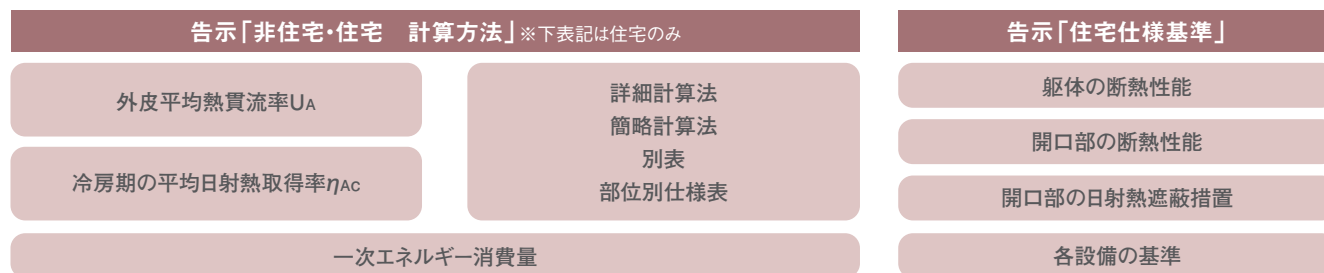 告示「非住宅・住宅　計算方法」※下表記は住宅のみ
外皮平均熱貫流率UA
冷房期の平均日射熱取得率ηAC
詳細計算法
簡略計算法
別表
部位別仕様表
一次エネルギー消費量
告示「住宅仕様基準」
躯体の断熱性能
開口部の断熱性能
開口部の日射熱遮蔽措置
各設備の基準